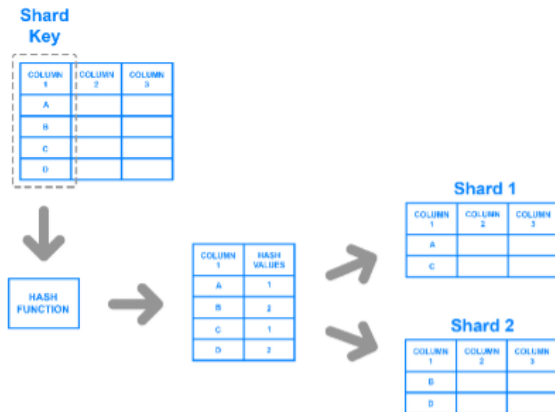 Shard
Key
COLUMN 1 COLUMN 2 COLUMN 3
A
B
C
D
HASH
FUNCTION
COLUMN 1 HASH VALUES
A 1
B 2
C 1
D 2
Shard 1
COLUMN 1 COLUMN 2 COLUMN 3
A
C
Shard 2
COLUMN 1 COLUMN 2 COLUMN 3
B
D